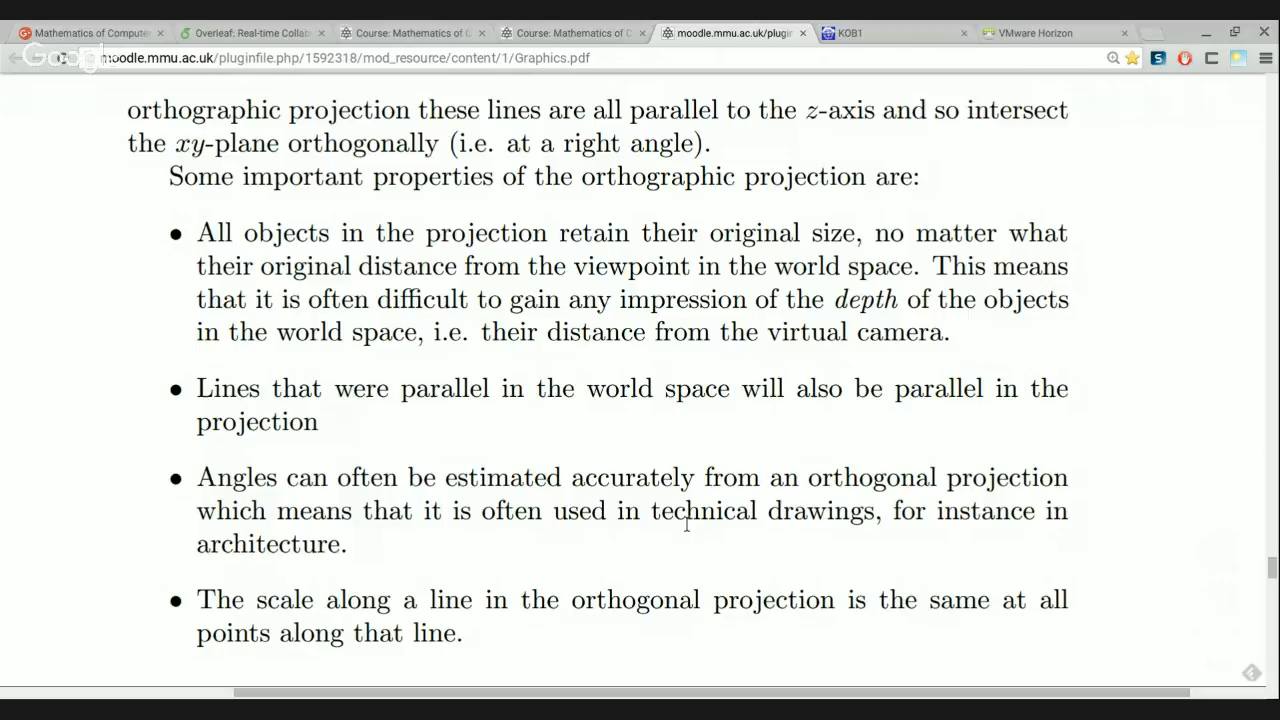 Mathematics of Computer
Overleaf: Real-time Collab
Course: Mathematics of C
Course: Mathematics of C
moodle.mmu.ac.uk/plugin
KOB1
VMware Horizon
Google
moodle.mmu.ac.uk/pluginfile.php/1592318/mod_resource/content/1/Graphics.pdf
orthographic projection these lines are all parallel to the z-axis and so intersect
the xy-plane orthogonally (i.e. at a right angle).
Some important properties of the orthographic projection are:
• All objects in the projection retain their original size, no matter what
their original distance from the viewpoint in the world space. This means
that it is often difficult to gain any impression of the depth of the objects
in the world space, i.e. their distance from the virtual camera.
• Lines that were parallel in the world space will also be parallel in the
projection
• Angles can often be estimated accurately from an orthogonal projection
which means that it is often used in technical drawings, for instance in
architecture.
• The scale along a line in the orthogonal projection is the same at all
points along that line.